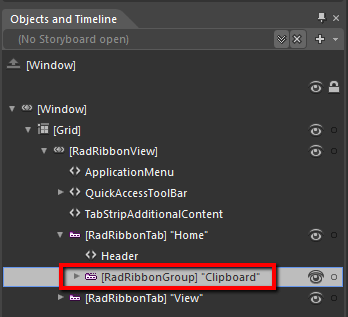 Objects and Timeline
(No Storyboard open)
[Window]
[Window]
[Grid]
[RadRibbonView]
ApplicationMenu
QuickAccessToolBar
TabStripAdditionalContent
[RadRibbonTab] "Home"
Header
[RadRibbonGroup] "Clipboard"
[RadRibbonTab] "View"